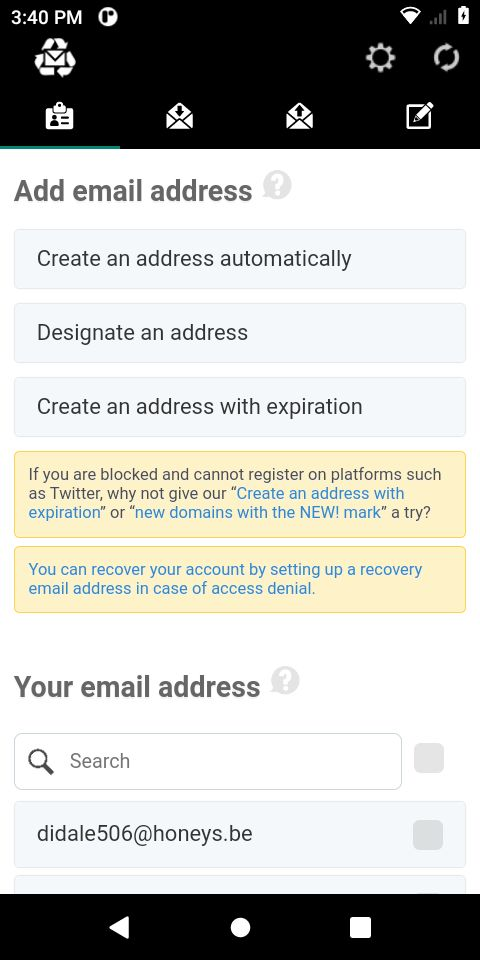 3:40 PM
Add email address
Create an address automatically
Designate an address
Create an address with expiration
If you are blocked and cannot register on platforms such
as Twitter, why not give our “Create an address with
expiration” or “new domains with the NEW! mark” a try?
You can recover your account by setting up a recovery
email address in case of access denial.
Your email address
Search
didale506@honeys.be